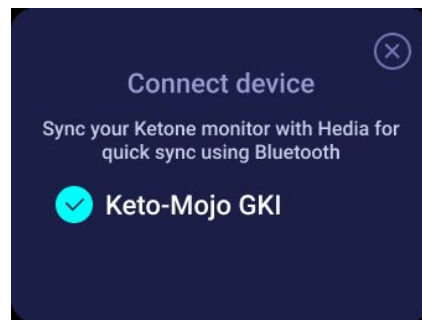 Connect device
Sync your Ketone monitor with Hedia for
quick sync using Bluetooth
Keto-Mojo GKI